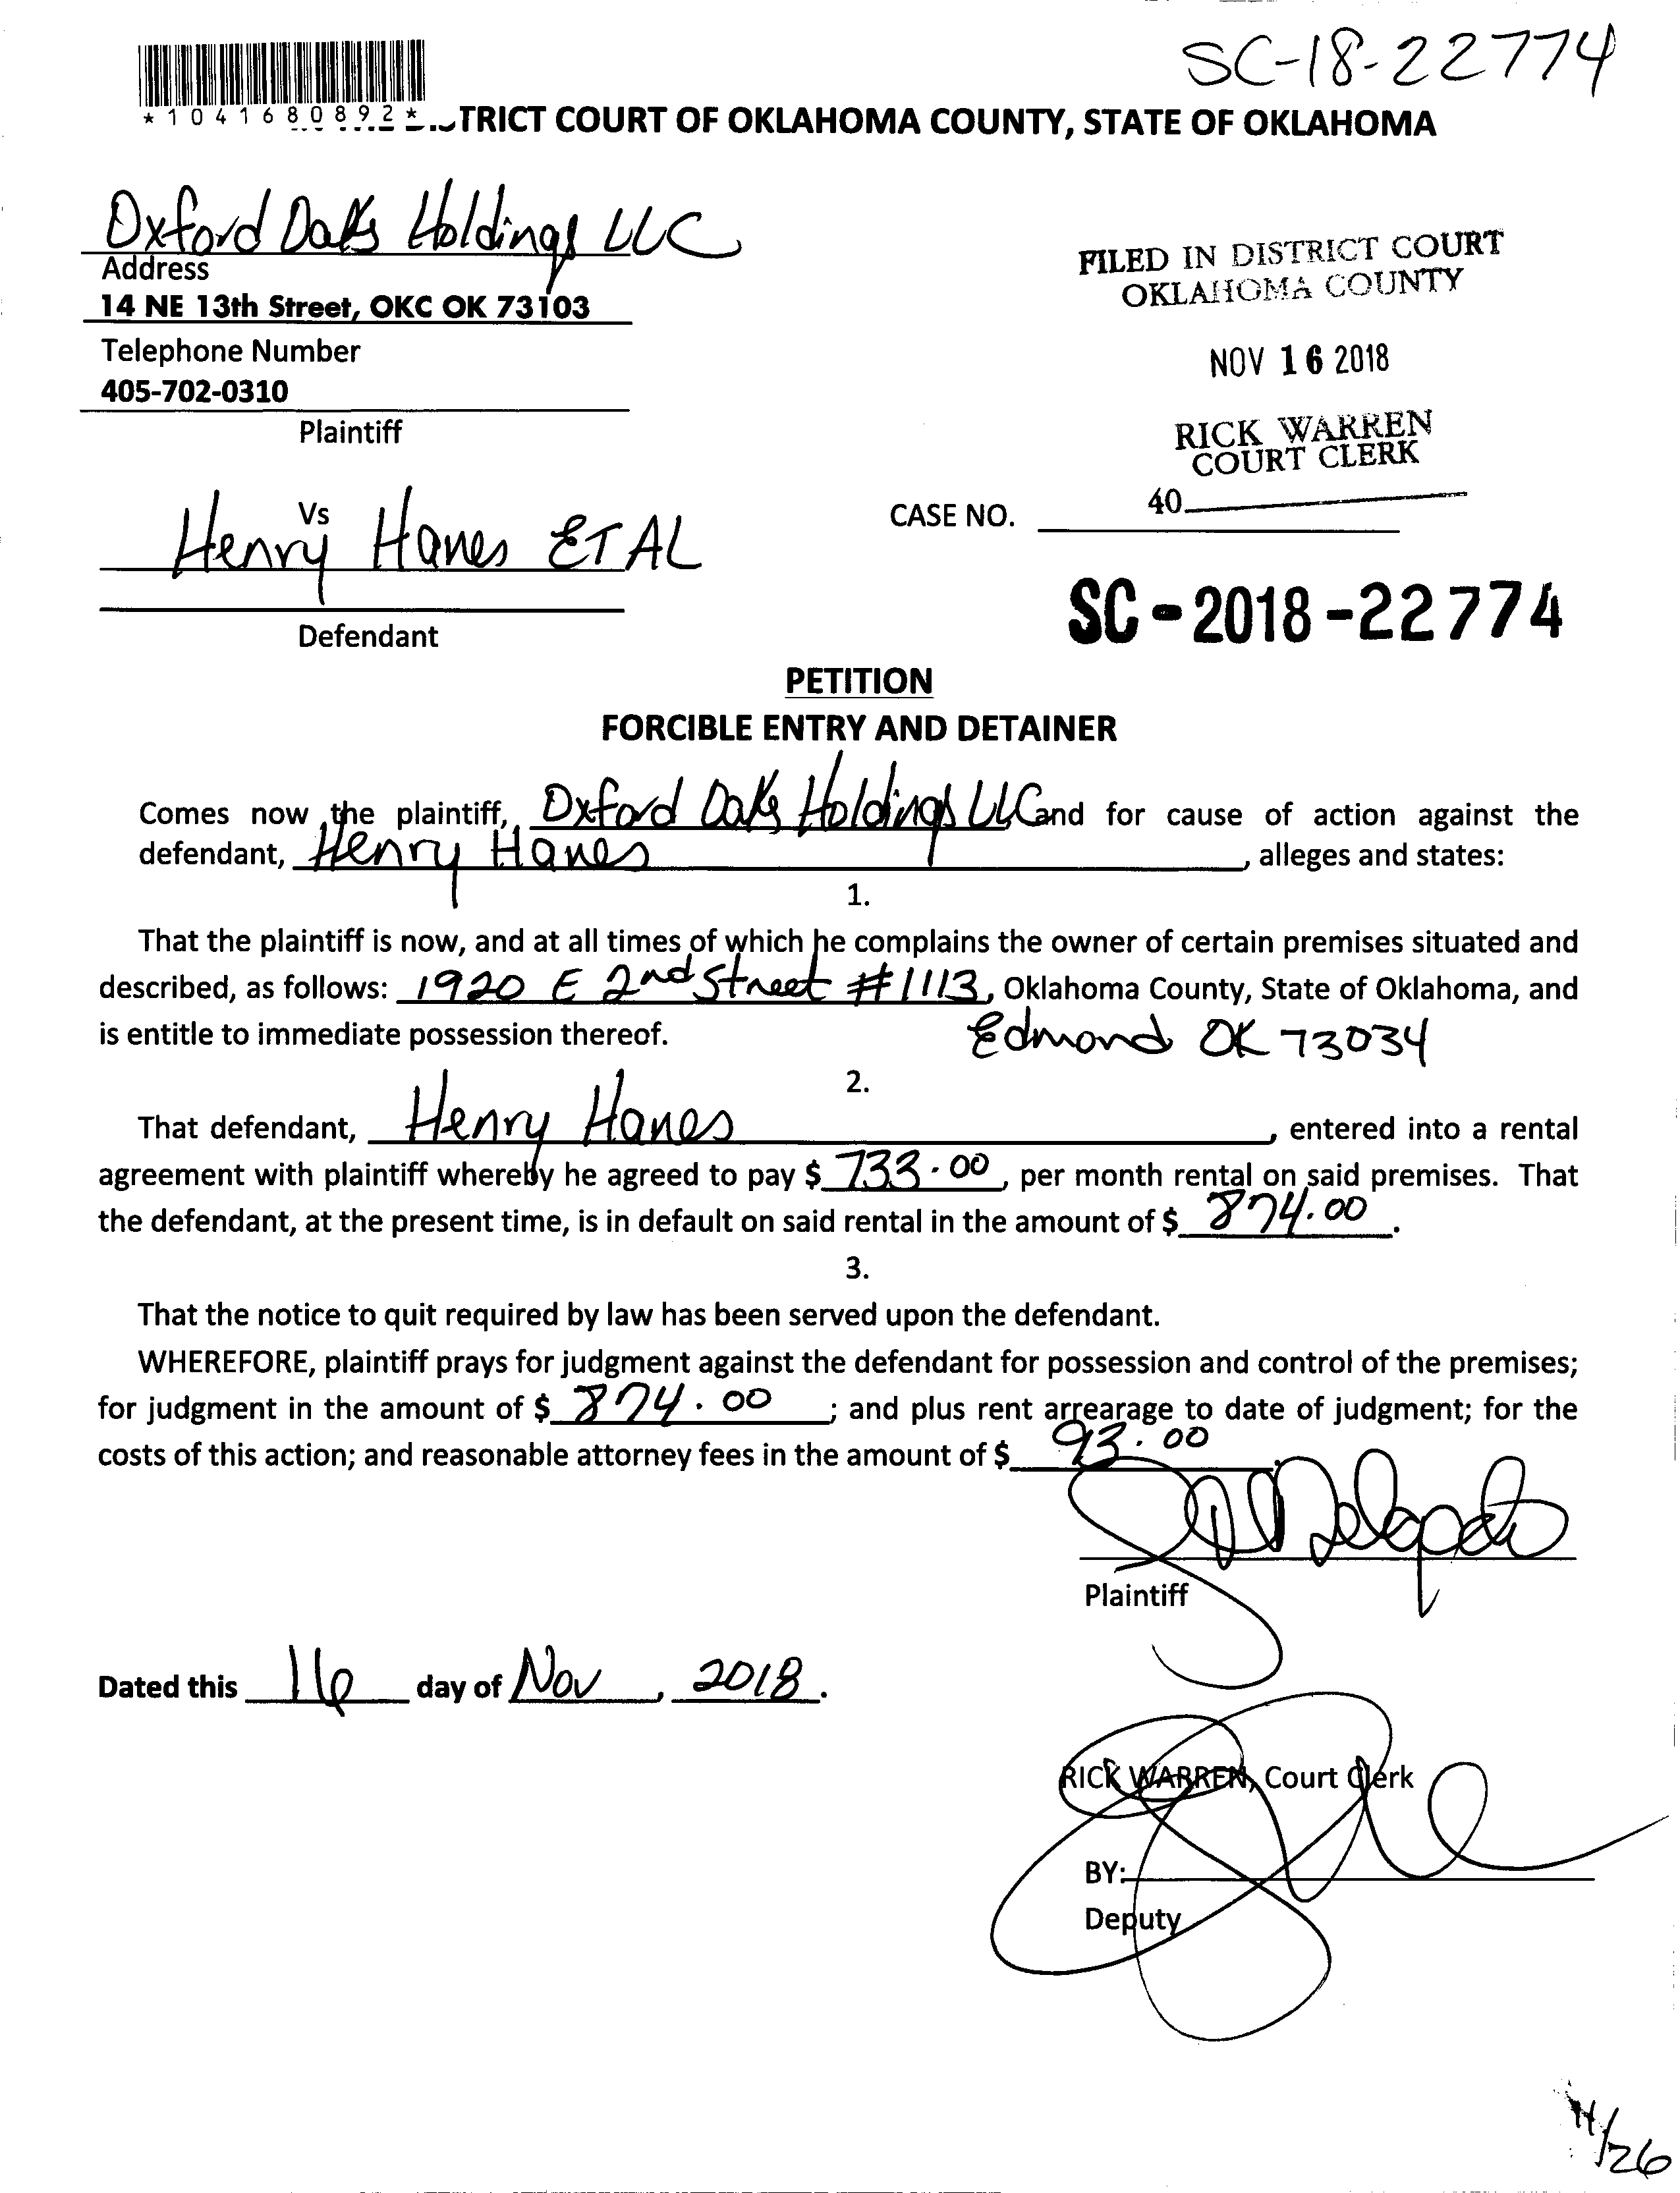 SC-18-22774
*1041680892*
TRICT COURT OF OKLAHOMA COUNTY, STATE OF OKLAHOMA
Oxford Oaks Holdings LLC
Address
14 NE 13th Street, OKC OK 73103
Telephone Number
405-702-0310
Plaintiff
FILED IN DISTRICT COURT
OKLAHOMA COUNTY
NOV 16 2018
RICK WARREN
COURT CLERK
40
Vs
Henry Hanes ET AL
CASE NO.
Defendant
SC-2018-22774
PETITION
FORCIBLE ENTRY AND DETAINER
Comes now the plaintiff, Oxford Oaks Holdings LLC and for cause of action against the
defendant, Henry Hanes, alleges and states:
1.
That the plaintiff is now, and at all times of which he complains the owner of certain premises situated and
described, as follows: 1920 E 2nd Street #1113, Oklahoma County, State of Oklahoma, and
is entitle to immediate possession thereof. Edmond OK 73034
2.
That defendant, Henry Hanes, entered into a rental
agreement with plaintiff whereby he agreed to pay $ 733.00, per month rental on said premises. That
the defendant, at the present time, is in default on said rental in the amount of $ 874.00.
3.
That the notice to quit required by law has been served upon the defendant.
WHEREFORE, plaintiff prays for judgment against the defendant for possession and control of the premises;
for judgment in the amount of $ 874.00; and plus rent arrearage to date of judgment; for the
costs of this action; and reasonable attorney fees in the amount of $ 93.00.
Delgado
Plaintiff
Dated this 16 day of Nov, 2018.
RICK WARREN, Court Clerk
BY:
Deputy
11/26